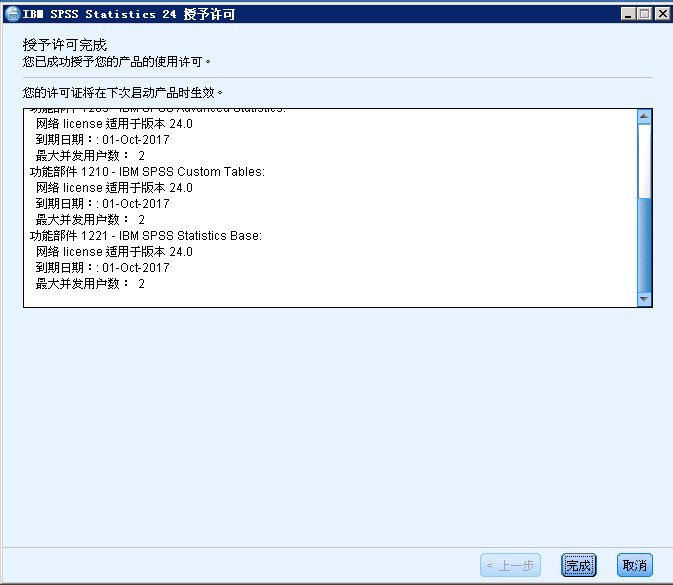 IBM SPSS Statistics 24 授予许可
授予许可完成
您已成功授予您的产品的使用许可。
您的许可证将在下次启动产品时生效。
功能部件 1205 - IBM SPSS Advanced Statistics:
网络 license 适用于版本 24.0
到期日期：: 01-Oct-2017
最大并发用户数： 2
功能部件 1210 - IBM SPSS Custom Tables:
网络 license 适用于版本 24.0
到期日期：: 01-Oct-2017
最大并发用户数： 2
功能部件 1221 - IBM SPSS Statistics Base:
网络 license 适用于版本 24.0
到期日期：: 01-Oct-2017
最大并发用户数： 2
< 上一步 完成 取消